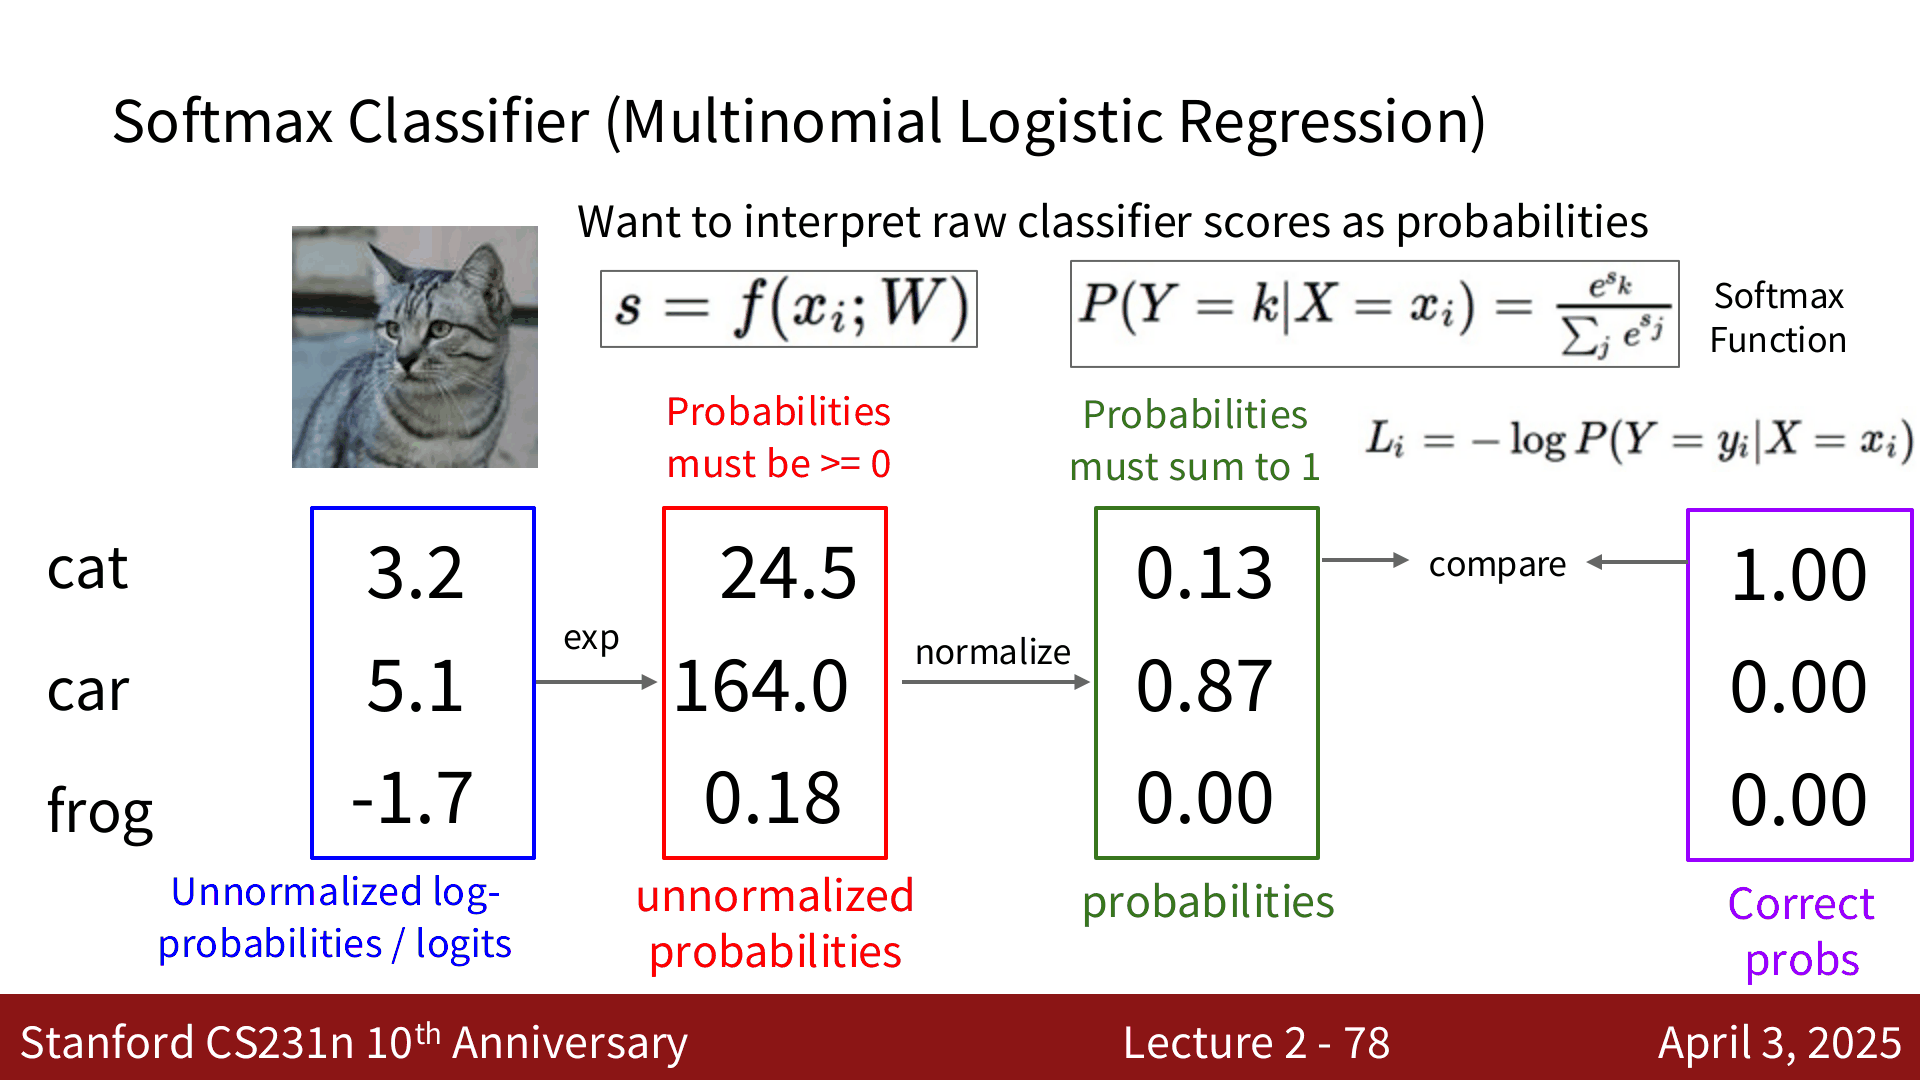 Softmax Classifier (Multinomial Logistic Regression)
Want to interpret raw classifier scores as probabilities
s = f(x_i; W)
P(Y = k|X = x_i) = \frac{e^{s_k}}{\sum_j e^{s_j}}
Softmax
Function
Probabilities
must be >= 0
Probabilities
must sum to 1
L_i = − log P(Y = y_i|X = x_i)
cat
3.2
24.5
0.13
compare
1.00
exp
normalize
car
5.1
164.0
0.87
0.00
frog
-1.7
0.18
0.00
0.00
Unnormalized log-
probabilities / logits
unnormalized
probabilities
probabilities
Correct
probs
Stanford CS231n 10th Anniversary
Lecture 2 - 78
April 3, 2025